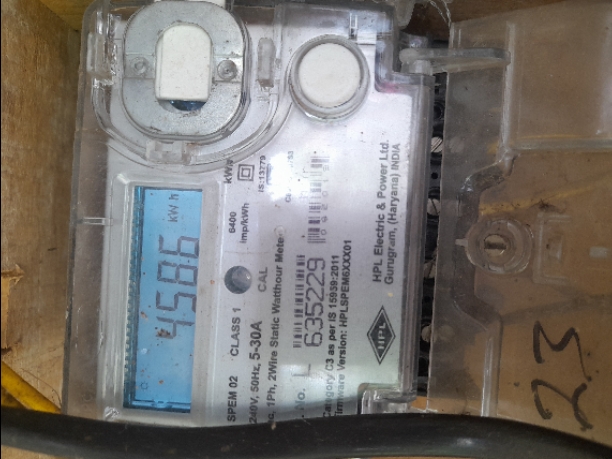 4586 kWh
6400
imp/kWh
IS:13779
SPEM 02 CLASS 1 CAL
240V, 50Hz, 5-30A
1Ph, 2Wire Static Watthour Meter
635229
Category C3 as per IS 15959:2011
Firmware Version: HPLSPEM6XXX01
HPL
HPL Electric & Power Ltd.
Gurugram, (Haryana) INDIA
23